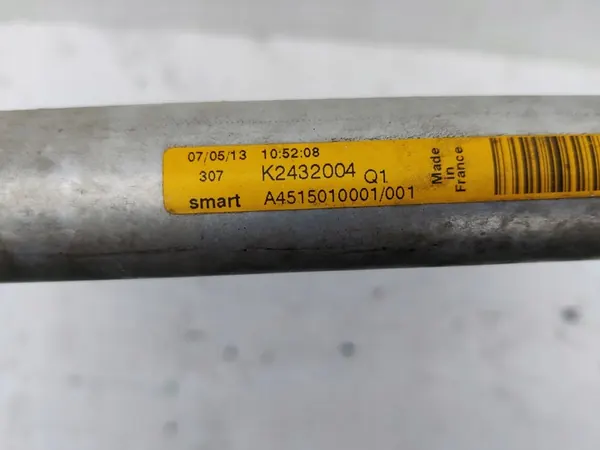 07/05/13 10:52:08
307 K2432004 Q1
smart A4515010001/001
Made
in
France